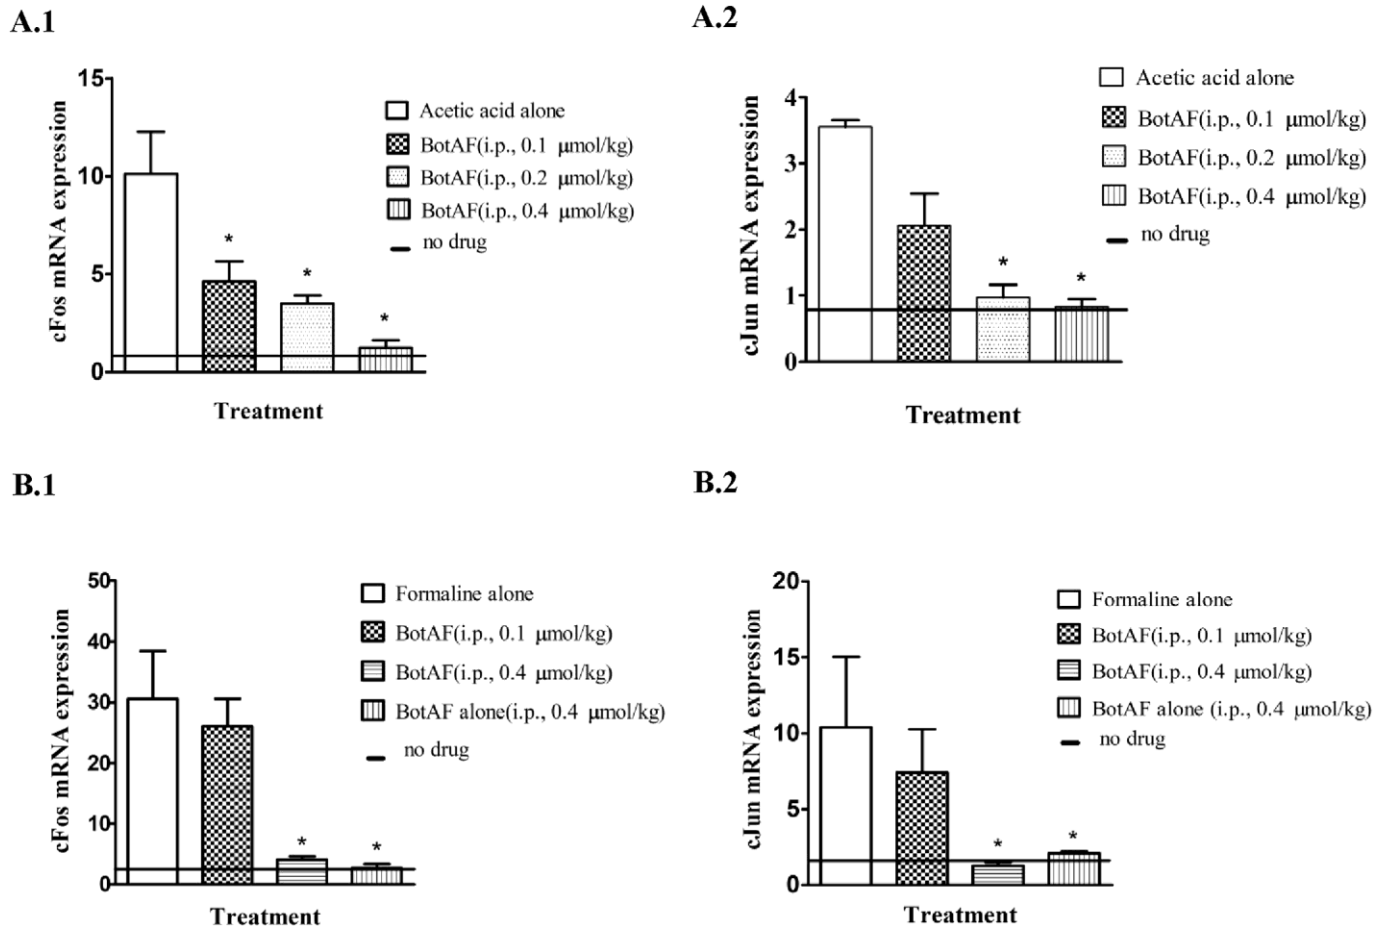 A.1
cFos mRNA expression
15
10
5
0
*
*
*
Treatment
Acetic acid alone
BotAF(i.p., 0.1 μmol/kg)
BotAF(i.p., 0.2 μmol/kg)
BotAF(i.p., 0.4 μmol/kg)
no drug
A.2
cJun mRNA expression
4
3
2
1
0
*
*
Treatment
Acetic acid alone
BotAF(i.p., 0.1 μmol/kg)
BotAF(i.p., 0.2 μmol/kg)
BotAF(i.p., 0.4 μmol/kg)
no drug
B.1
cFos mRNA expression
50
40
30
20
10
0
*
*
Treatment
Formaline alone
BotAF(i.p., 0.1 μmol/kg)
BotAF(i.p., 0.4 μmol/kg)
BotAF alone(i.p., 0.4 μmol/kg)
no drug
B.2
cJun mRNA expression
20
15
10
5
0
*
*
Treatment
Formaline alone
BotAF(i.p., 0.1 μmol/kg)
BotAF(i.p., 0.4 μmol/kg)
BotAF alone (i.p., 0.4 μmol/kg)
no drug